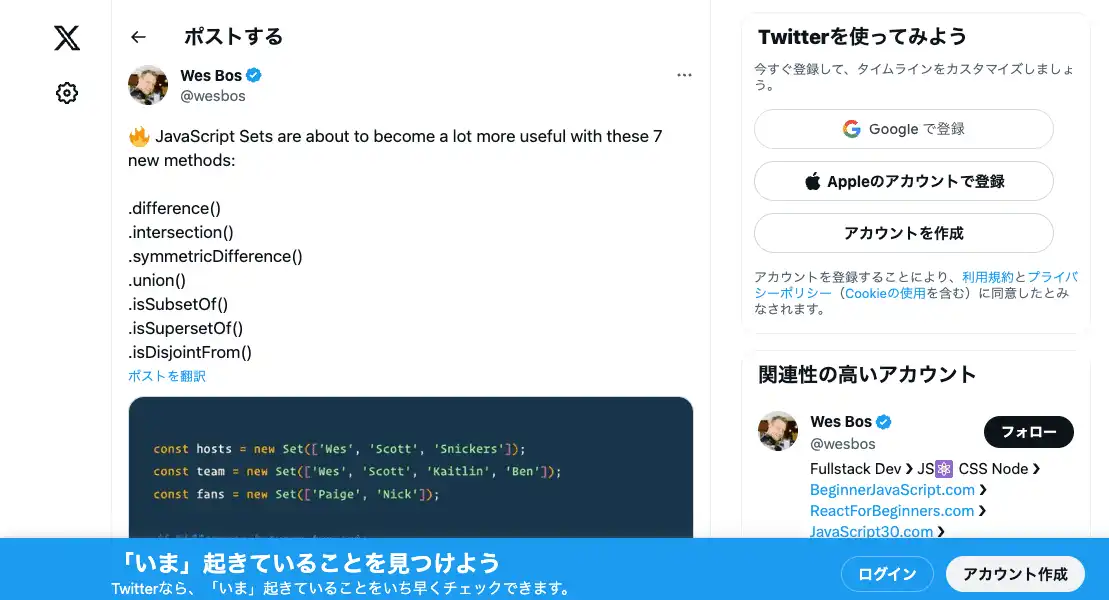 ポストする
Wes Bos
@wesbos
🔥 JavaScript Sets are about to become a lot more useful with these 7
new methods:
.difference()
.intersection()
.symmetricDifference()
.union()
.isSubsetOf()
.isSupersetOf()
.isDisjointFrom()
ポストを翻訳
const hosts = new Set(['Wes', 'Scott', 'Snickers']);
const team = new Set(['Wes', 'Scott', 'Kaitlin', 'Ben']);
const fans = new Set(['Paige', 'Nick']);
Twitterを使ってみよう
今すぐ登録して、タイムラインをカスタマイズしましょ
う。
Google で登録
Appleのアカウントで登録
アカウントを作成
アカウントを登録することにより、利用規約とプライバ
シーポリシー（Cookieの使用を含む）に同意したとみ
なされます。
関連性の高いアカウント
Wes Bos
@wesbos
フォロー
Fullstack Dev ❯ JS⚛ CSS Node ❯
BeginnerJavaScript.com ❯
ReactForBeginners.com ❯
JavaScript30.com ❯
「いま」起きていることを見つけよう
Twitterなら、「いま」起きていることをいち早くチェックできます。
ログイン
アカウント作成